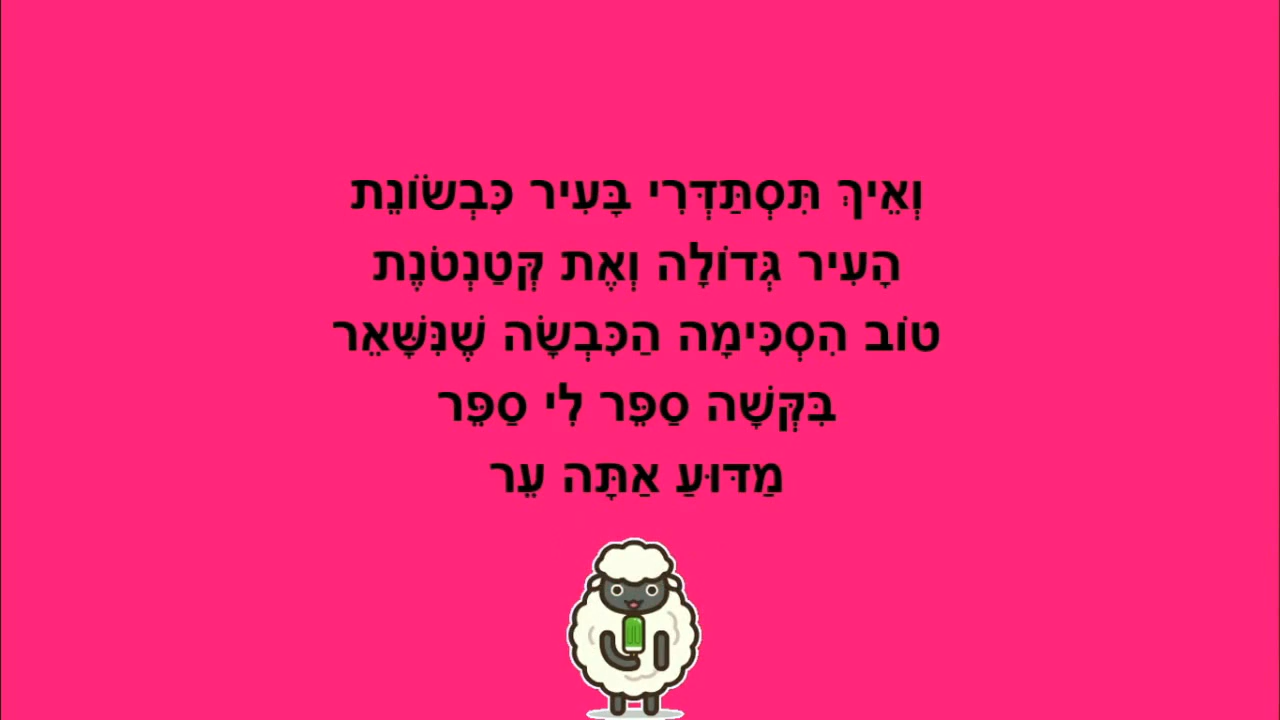 וְאֵיךְ תִּסְתַּדְּרִי בָּעִיר כִּבְשׂוֹנֵת
הָעִיר גְּדוֹלָה וְאֶת קְּטַנְטֹנֶת
טוֹב הִסְכִּימָה הַכִּבְשָׂה שֶׁנִּשָּׁאֵר
בִּקְּשָׁה סַפֵּר לִי סַפֵּר
מַדּוּעַ אַתָּה עֵר